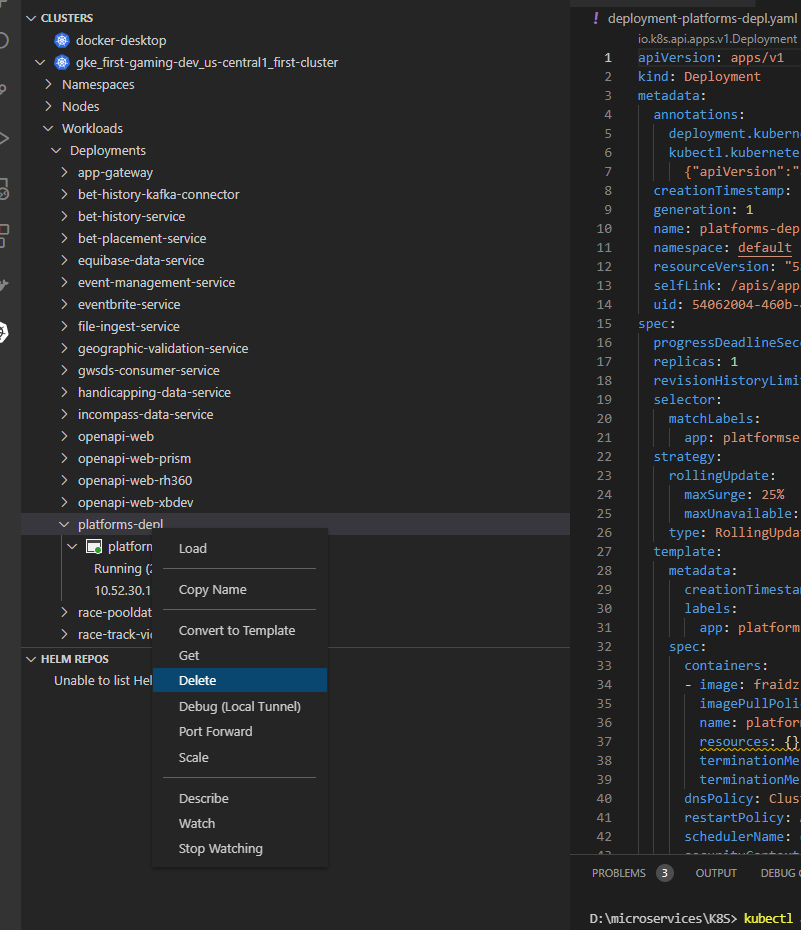 CLUSTERS
docker-desktop
gke_first-gaming-dev_us-central1_first-cluster
Namespaces
Nodes
Workloads
Deployments
app-gateway
bet-history-kafka-connector
bet-history-service
bet-placement-service
equibase-data-service
event-management-service
eventbrite-service
file-ingest-service
geographic-validation-service
gwsds-consumer-service
handicapping-data-service
incompass-data-service
openapi-web
openapi-web-prism
openapi-web-rh360
openapi-web-xbdev
platforms-depl
platforn
Running (2
10.52.30.1
race-pooldat
race-track-vid
HELM REPOS
Unable to list Hel
Load
Copy Name
Convert to Template
Get
Delete
Debug (Local Tunnel)
Port Forward
Scale
Describe
Watch
Stop Watching
! deployment-platforms-depl.yaml
io.k8s.api.apps.v1.Deployment
1 apiVersion: apps/v1
2 kind: Deployment
3 metadata:
4 annotations:
5 deployment.kuberne
6 kubectl.kubernete
7 {"apiVersion":"
8 creationTimestamp:
9 generation: 1
10 name: platforms-dep
11 namespace: default
12 resourceVersion: "5
13 selfLink: /apis/app
14 uid: 54062004-460b-
15 spec:
16 progressDeadlineSec
17 replicas: 1
18 revisionHistoryLimi
19 selector:
20 matchLabels:
21 app: platformse
22 strategy:
23 rollingUpdate:
24 maxSurge: 25%
25 maxUnavailable:
26 type: RollingUpda
27 template:
28 metadata:
29 creationTimesta
30 labels:
31 app: platform
32 spec:
33 containers:
34 - image: fraidz
35 imagePullPoli
36 name: platfor
37 resources: {}
38 terminationMe
39 terminationMe
40 dnsPolicy: Clus
41 restartPolicy:
42 schedulerName:
PROBLEMS 3 OUTPUT DEBUG C
D:\microservices\K8S> kubectl